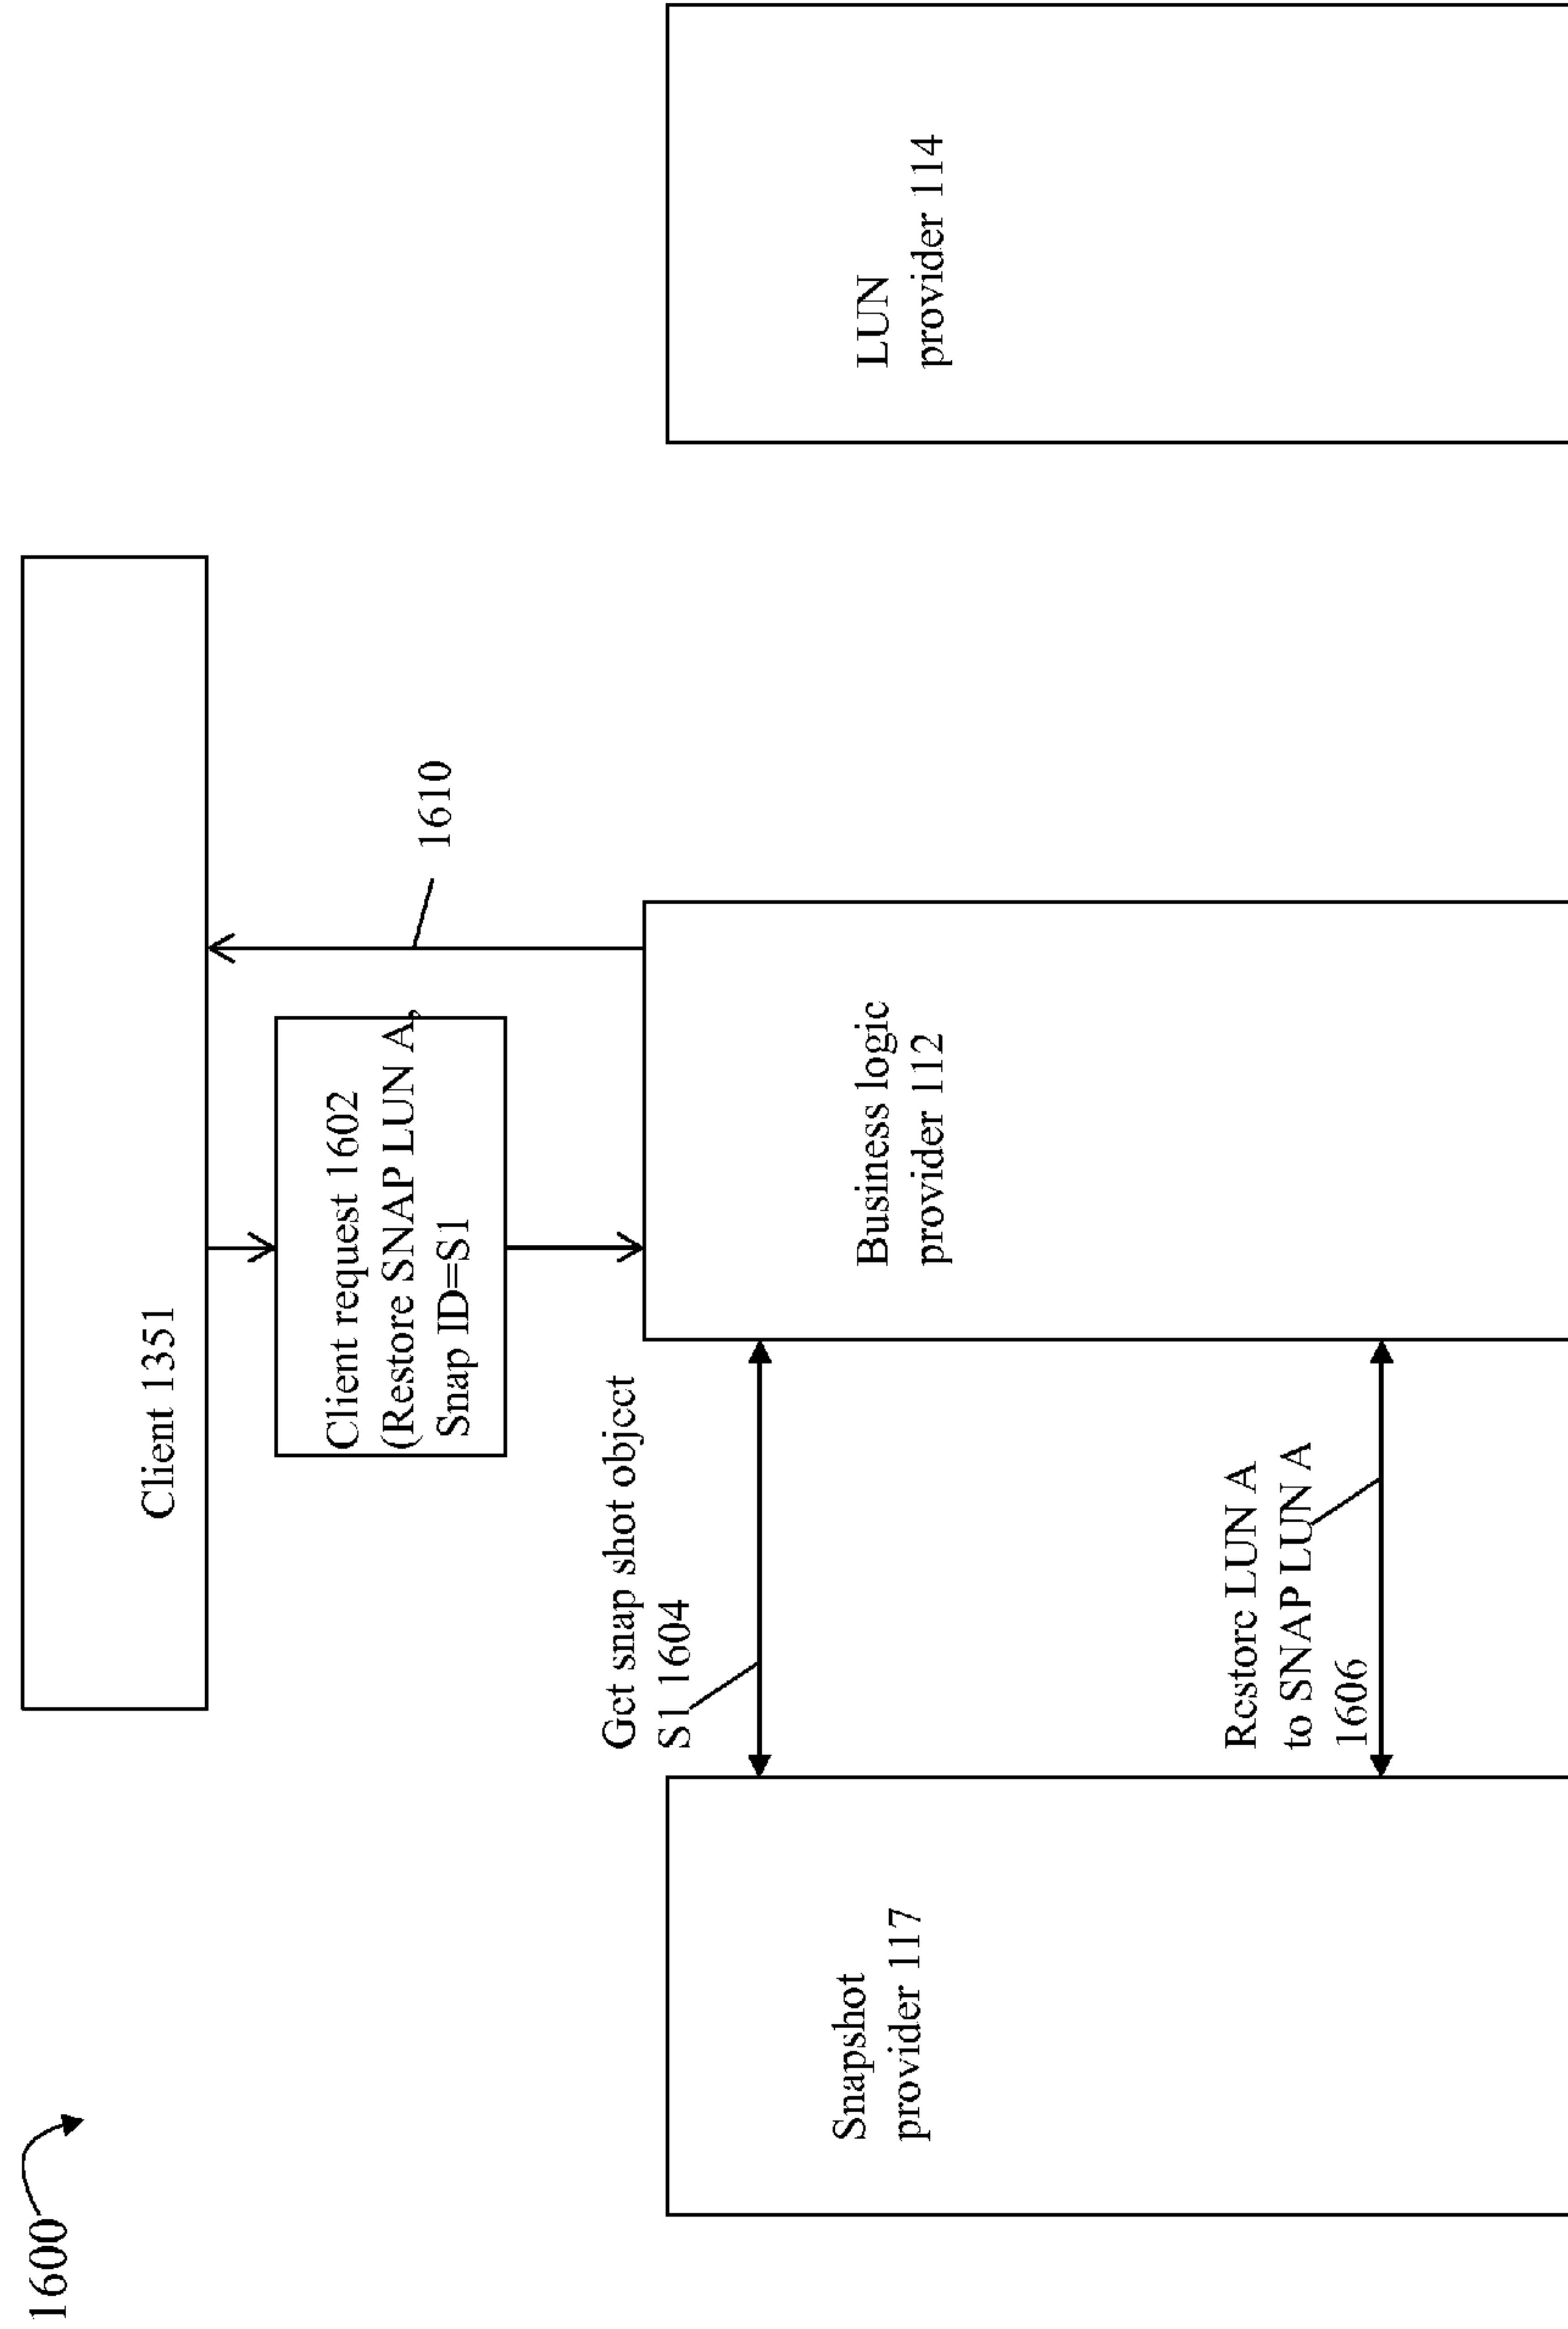 1600
Client 1351
Client request 1602
(Restore SNAP LUN A,
Snap ID=S1
1610
Get snap shot object
S1 1604
Snapshot
provider 117
Business logic
provider 112
LUN
provider 114
Restore LUN A
to SNAP LUN A
1606